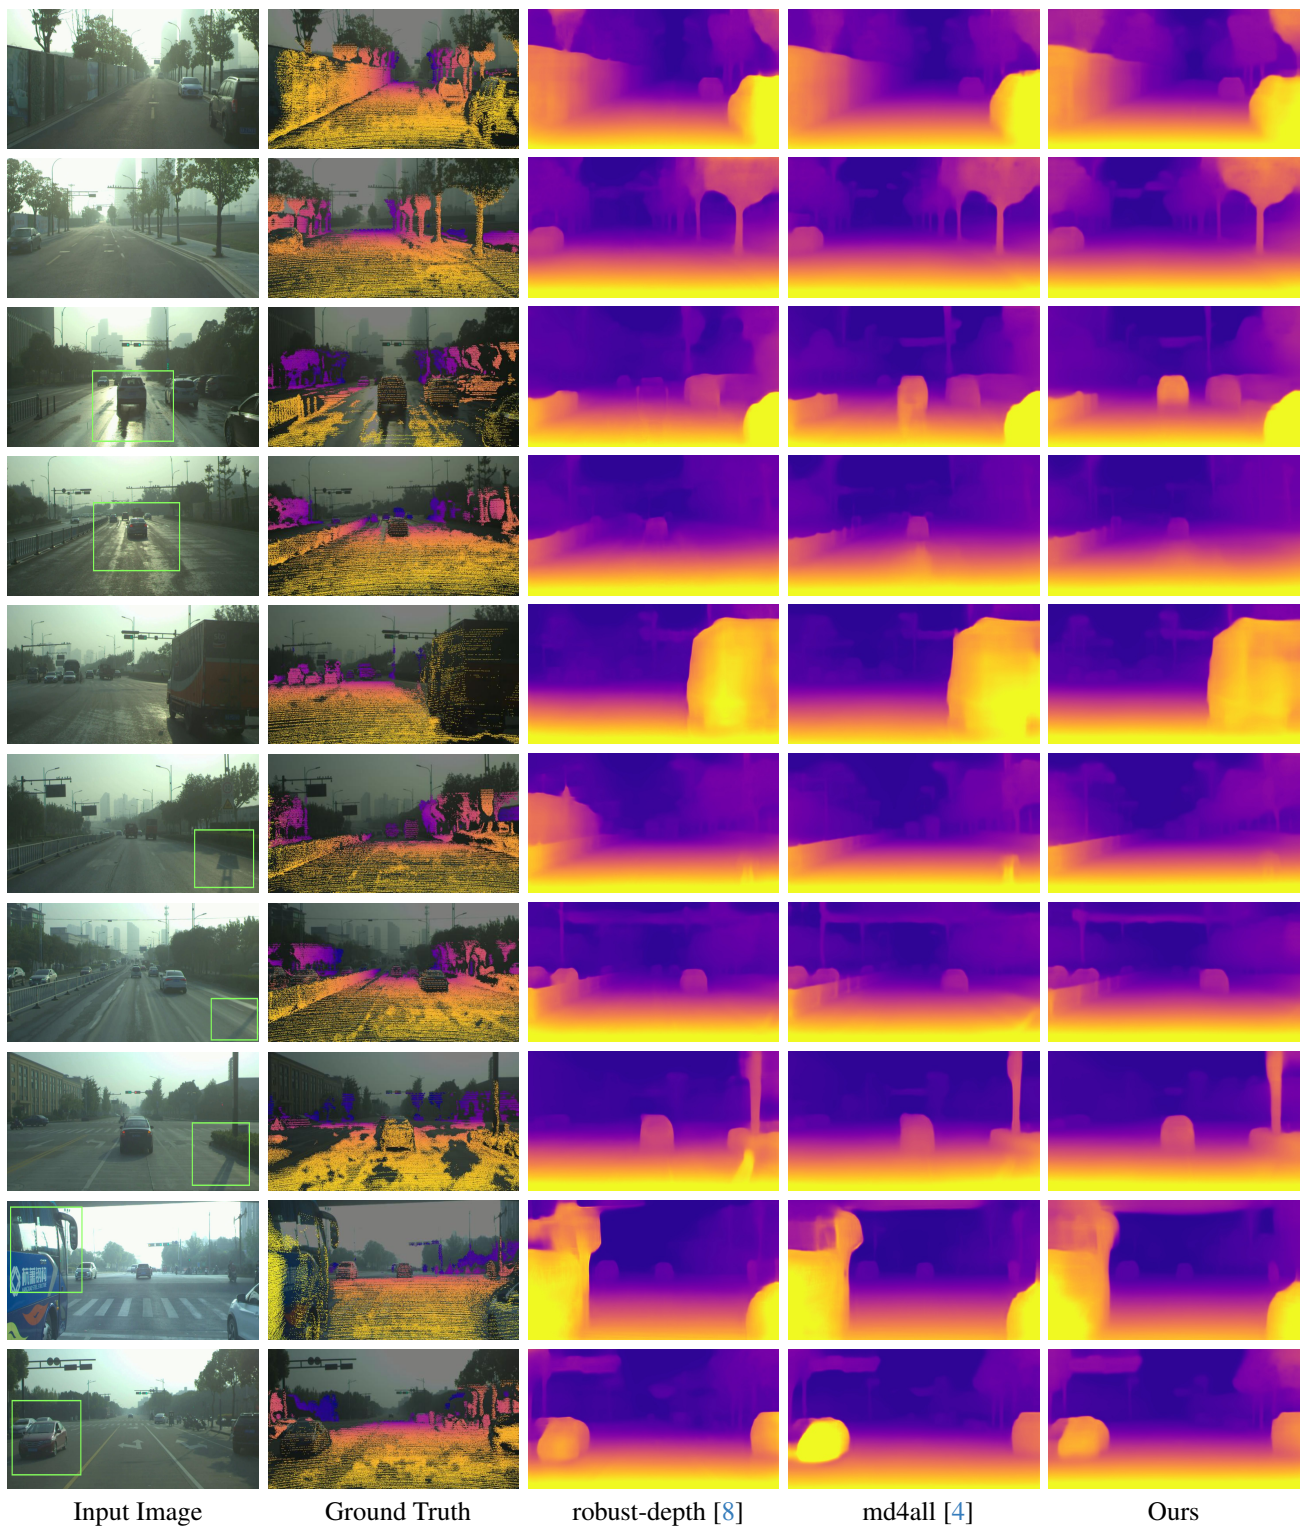 Input Image
Ground Truth
robust-depth [8]
md4all [4]
Ours